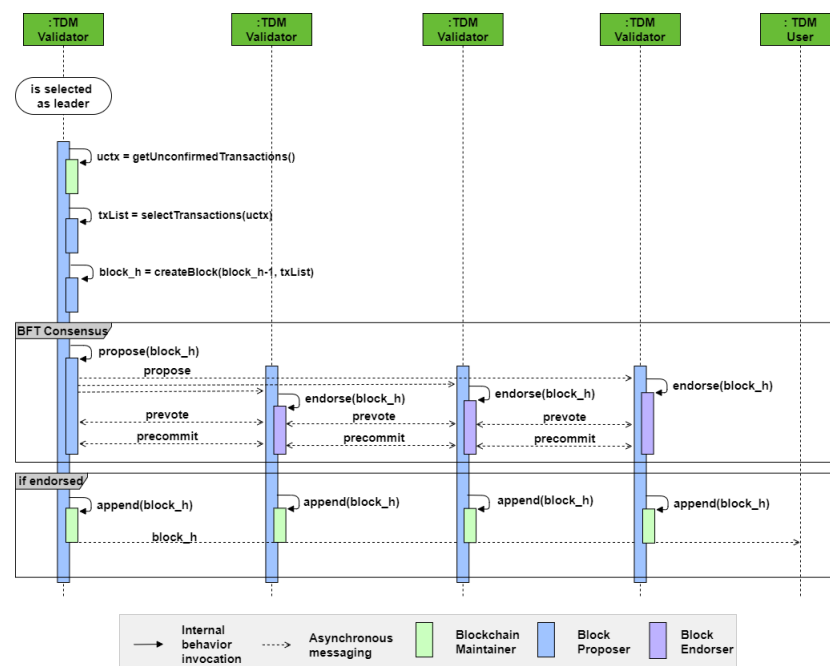 :TDM
Validator
:TDM
Validator
:TDM
Validator
:TDM
Validator
:TDM
User
is selected
as leader
uctx = getUnconfirmedTransactions()
txList = selectTransactions(uctx)
block_h = createBlock(block_h-1, txList)
BFT Consensus
propose(block_h)
propose
endorse(block_h)
endorse(block_h)
endorse(block_h)
prevote
prevote
prevote
precommit
precommit
precommit
if endorsed
append(block_h)
append(block_h)
append(block_h)
append(block_h)
block_h
Internal
behavior
invocation
Asynchronous
messaging
Blockchain
Maintainer
Block
Proposer
Block
Endorser